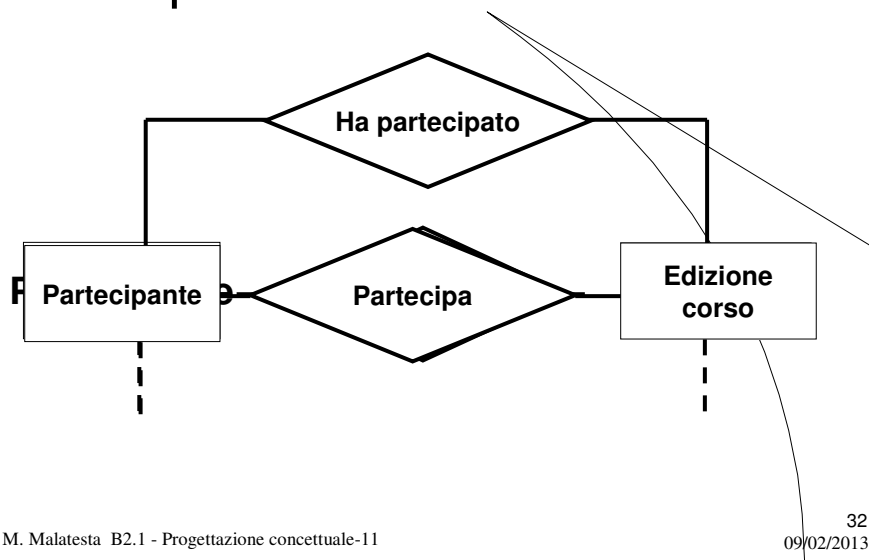 Ha partecipato
Partecipante
Partecipa
Edizione
corso
M. Malatesta B2.1 - Progettazione concettuale-11
32
09/02/2013